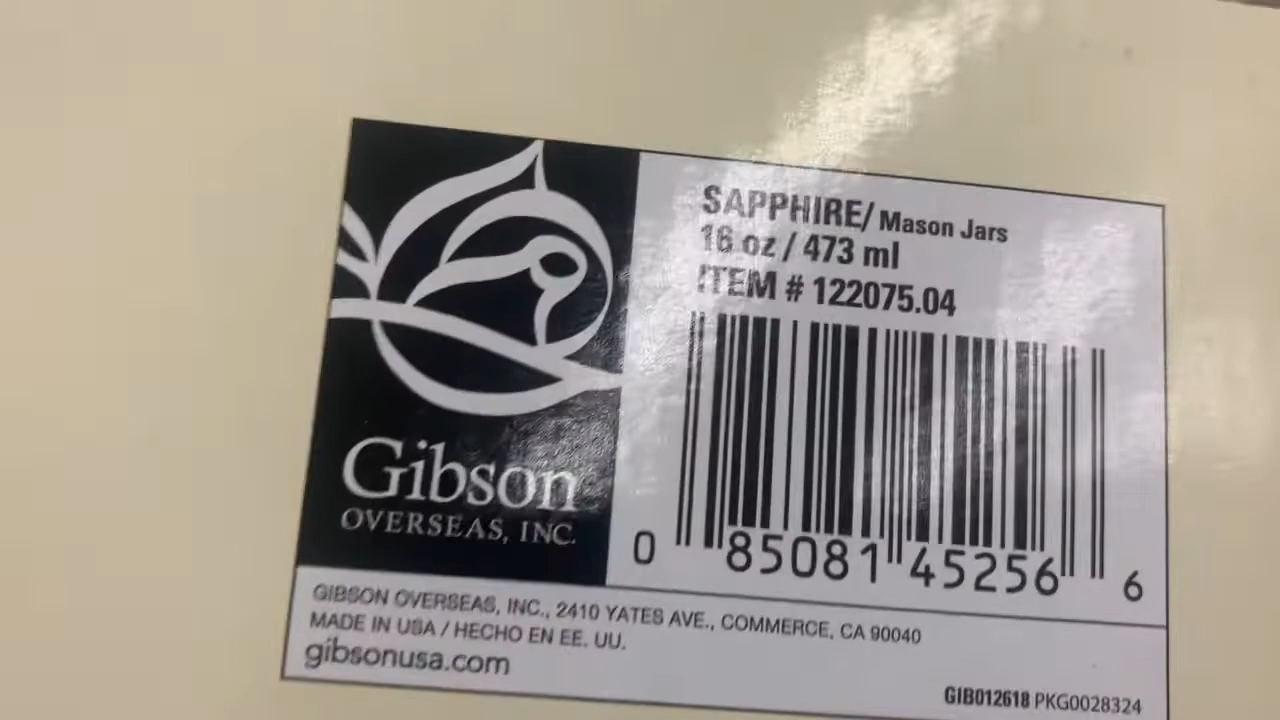 SAPPHIRE/ Mason Jars
16 oz / 473 ml
ITEM # 122075.04
Gibson
OVERSEAS, INC.
0 85081 45256 6
GIBSON OVERSEAS, INC., 2410 YATES AVE., COMMERCE, CA 90040
MADE IN USA / HECHO EN EE. UU.
gibsonusa.com
GIB012618 PKG0028324